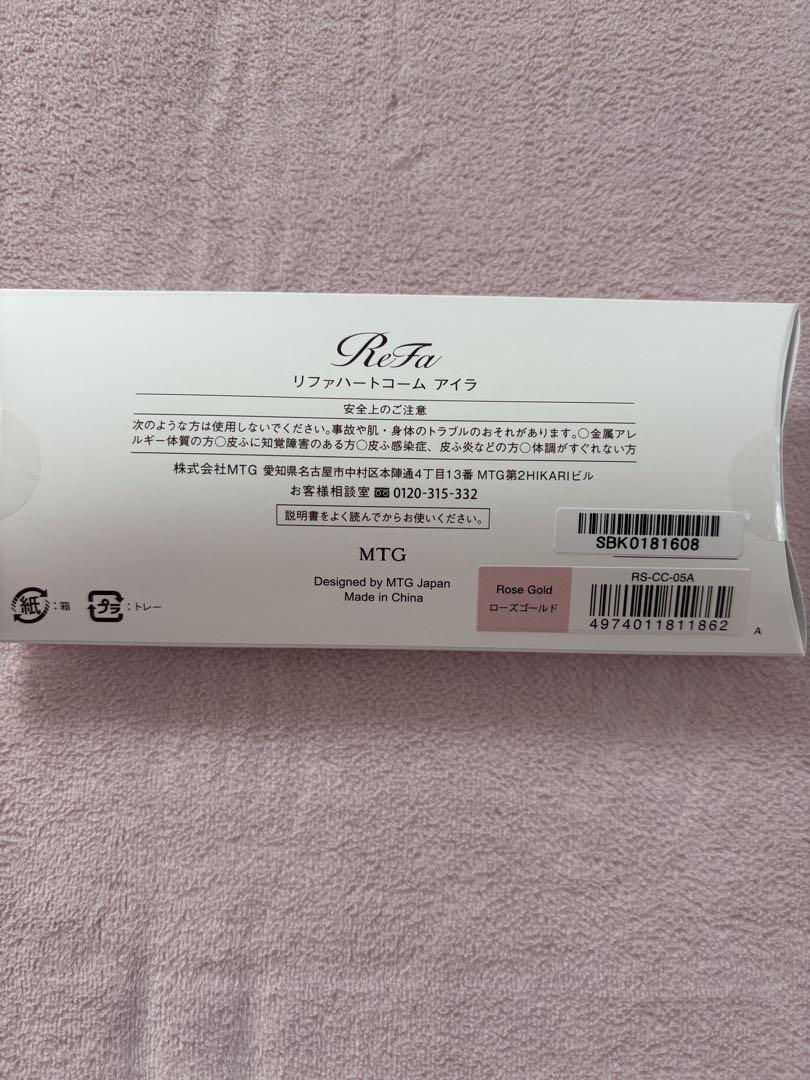 ReFa
リファハートコーム アイラ
安全上のご注意
次のような方は使用しないでください。事故や肌・身体のトラブルのおそれがあります。○金属アレ
ルギー体質の方○皮ふに知覚障害のある方○皮ふ感染症、皮ふ炎などの方○体調がすぐれない方
株式会社MTG 愛知県名古屋市中村区本陣通4丁目13番 MTG第2HIKARIビル
お客様相談室 0120-315-332
説明書をよく読んでからお使いください。
SBK0181608
MTG
Designed by MTG Japan
Made in China
紙:箱
プラ:トレー
Rose Gold
ローズゴールド
RS-CC-05A
4974011811862
A